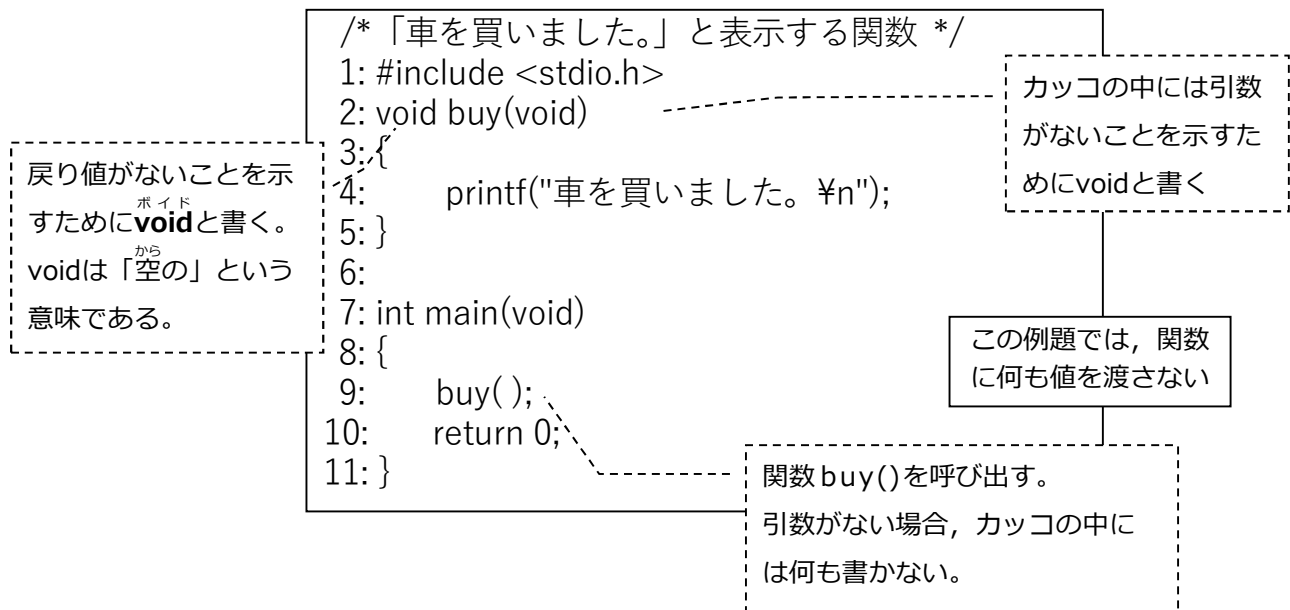 /*「車を買いました。」と表示する関数 */
1: #include <stdio.h>
2: void buy(void)
3: {
4: printf("車を買いました。¥n");
5: }
6:
7: int main(void)
8: {
9: buy( );
10: return 0;
11: }
カッコの中には引数
がないことを示すた
めにvoidと書く
戻り値がないことを示
ボイド
すためにvoidと書く。
から
voidは「空の」という
意味である。
この例題では，関数
に何も値を渡さない
関数buy()を呼び出す。
引数がない場合，カッコの中に
は何も書かない。